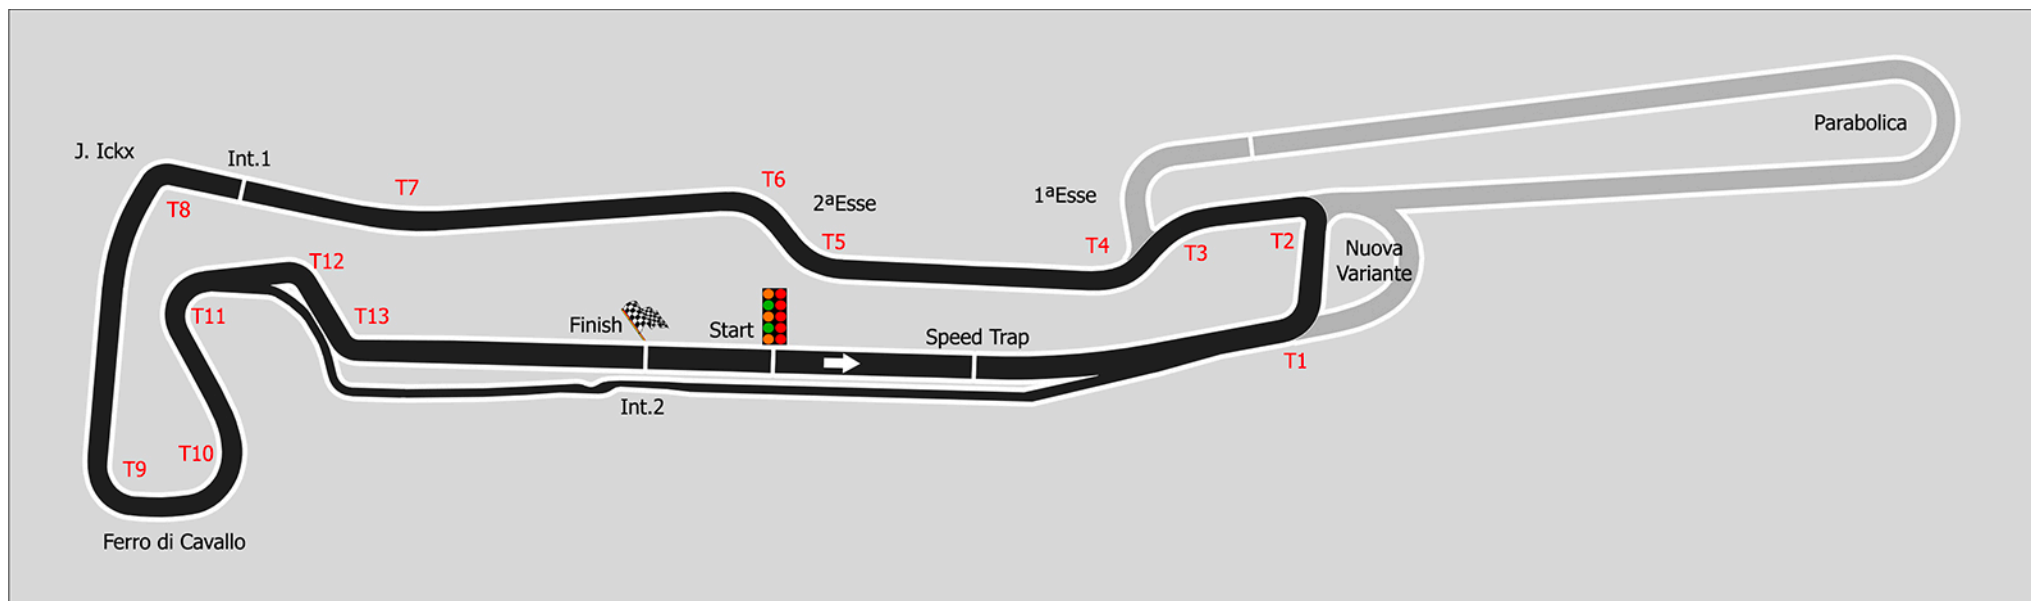 Parabolica
J. Ickx
Int.1
T7
T6
2ªEsse
1ªEsse
T8
T5
T4
T3
T2
Nuova
Variante
T12
T11
T13
Finish
Start
Speed Trap
T1
Int.2
T10
T9
Ferro di Cavallo